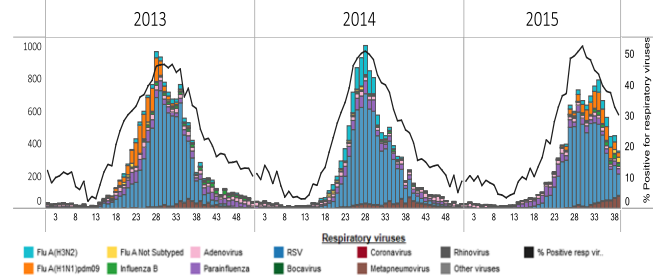 2013 2014 2015
1000
800
600
400
200
0
50
40
30
20
10
0
% Positive for respiratory viruses
3 8 13 18 23 28 33 38 43 48 3 8 13 18 23 28 33 38 43 48 3 8 13 18 23 28 33 38
Respiratory viruses
Flu A(H3N2) Flu A Not Subtyped Adenovirus RSV Coronavirus Rhinovirus % Positive resp vir..
Flu A(H1N1)pdm09 Influenza B Parainfluenza Bocavirus Metapneumovirus Other viruses